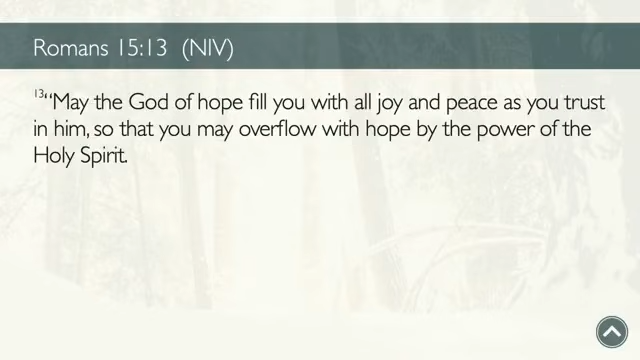 Romans 15:13 (NIV)
13“May the God of hope fill you with all joy and peace as you trust
in him, so that you may overflow with hope by the power of the
Holy Spirit.